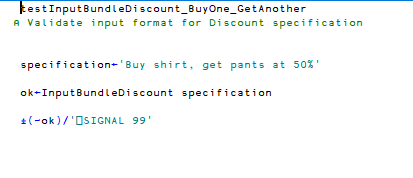 testInputBundleDiscount_BuyOne_GetAnother
⍝ Validate input format for Discount specification
specification←'Buy shirt, get pants at 50%'
ok←InputBundleDiscount specification
⍎(~ok)/'⎕SIGNAL 99'